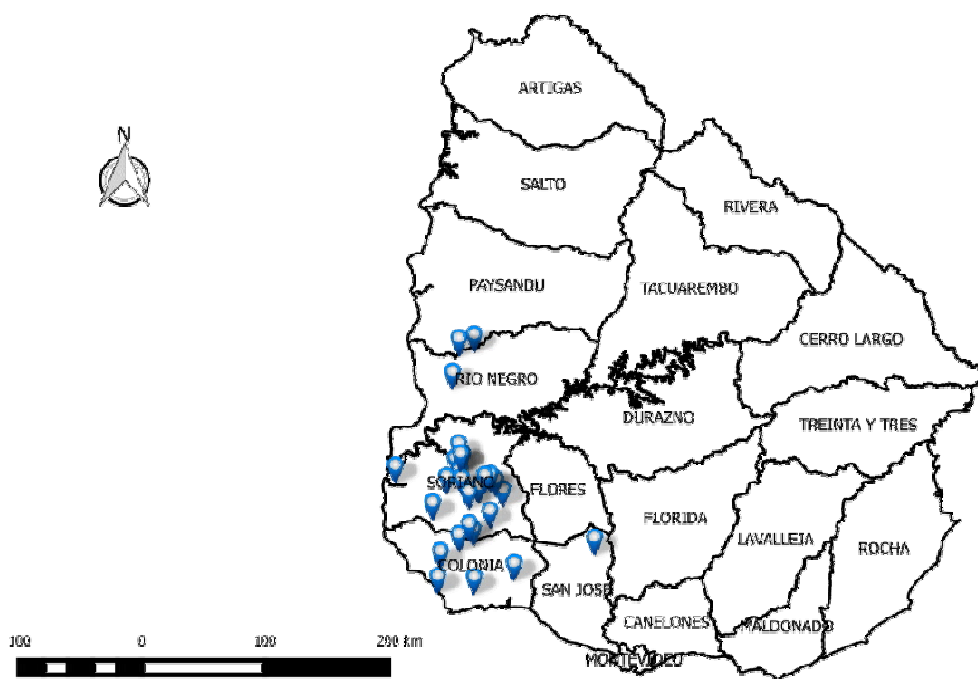 N
ARTIGAS
SALTO
RIVERA
PAYSANDU
TACUAREMBO
CERRO LARGO
RIO NEGRO
DURAZNO
TREINTA Y TRES
SORIANO
FLORES
FLORIDA
LAVALLEJA
ROCHA
COLONIA
SAN JOSE
CANELONES
MALDONADO
MONTEVIDEO
100 0 100 200 km